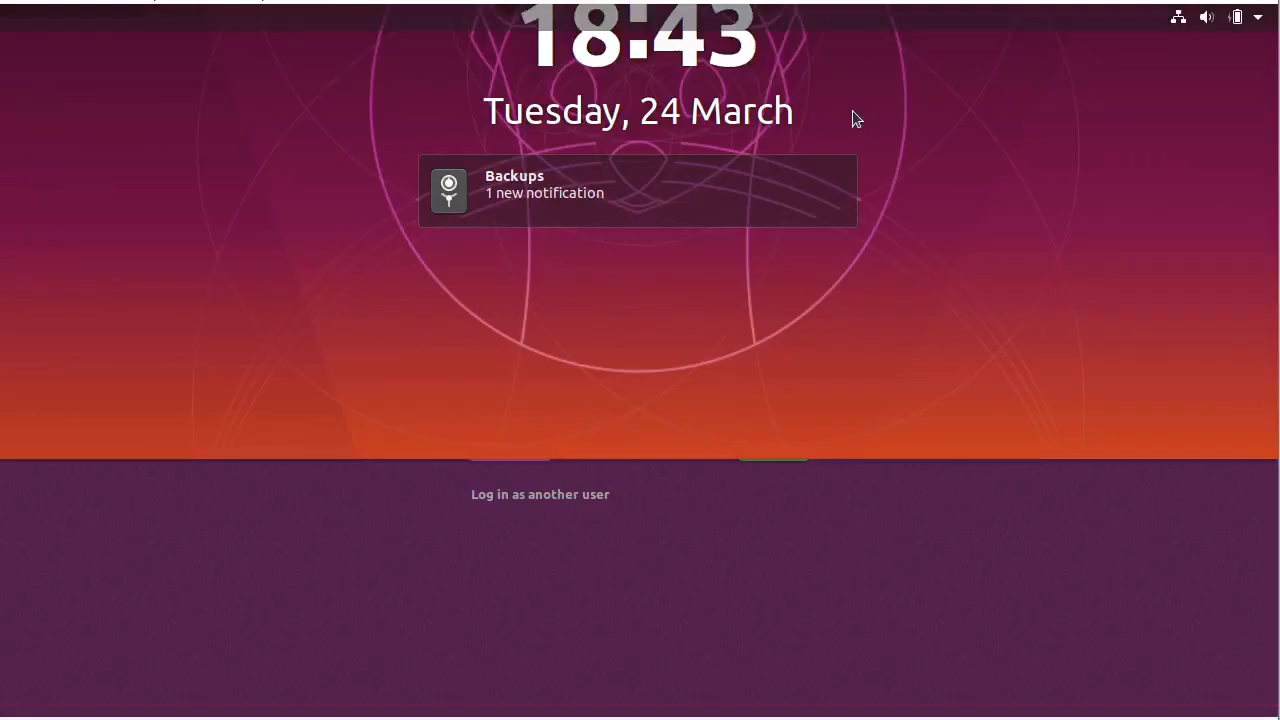 18:43
Tuesday, 24 March
Backups
1 new notification
Log in as another user